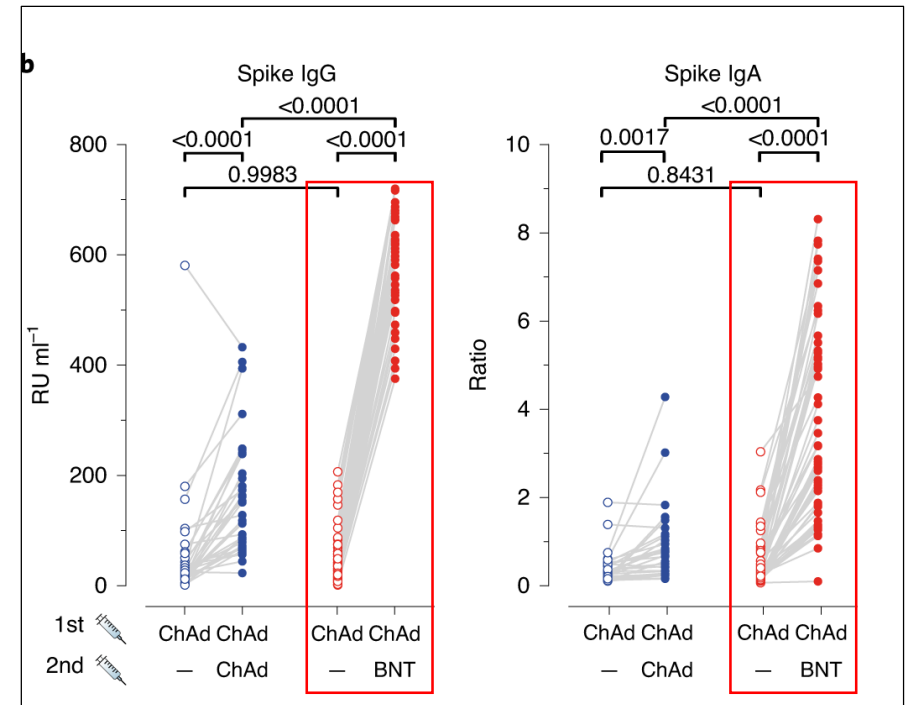 b
Spike IgG
<0.0001
<0.0001 <0.0001
0.9983
800
600
400
200
0
RU ml⁻¹
1st ChAd ChAd ChAd ChAd
2nd – ChAd – BNT
Spike IgA
<0.0001
0.0017 <0.0001
0.8431
10
8
6
4
2
0
Ratio
ChAd ChAd ChAd ChAd
– ChAd – BNT